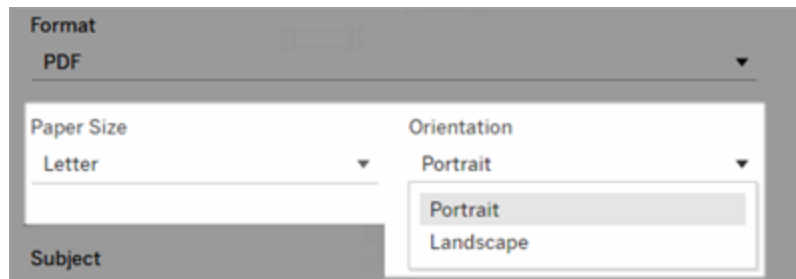 Format
PDF
Paper Size
Orientation
Letter
Portrait
Portrait
Landscape
Subject